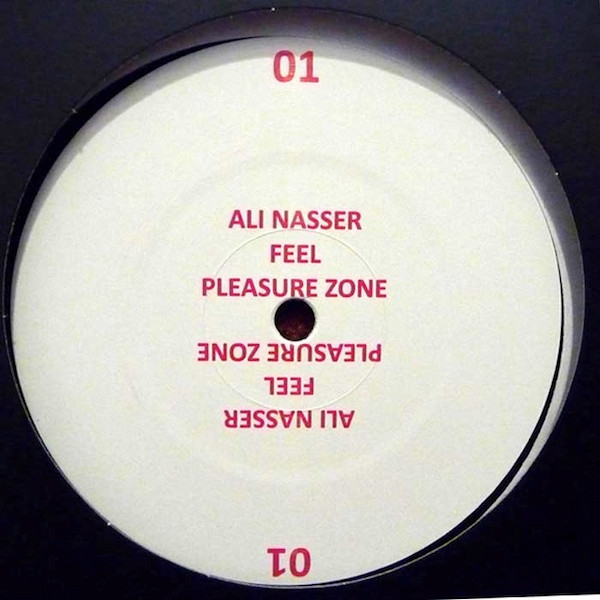 01
ALI NASSER
FEEL
PLEASURE ZONE
PLEASURE ZONE
FEEL
ALI NASSER
01